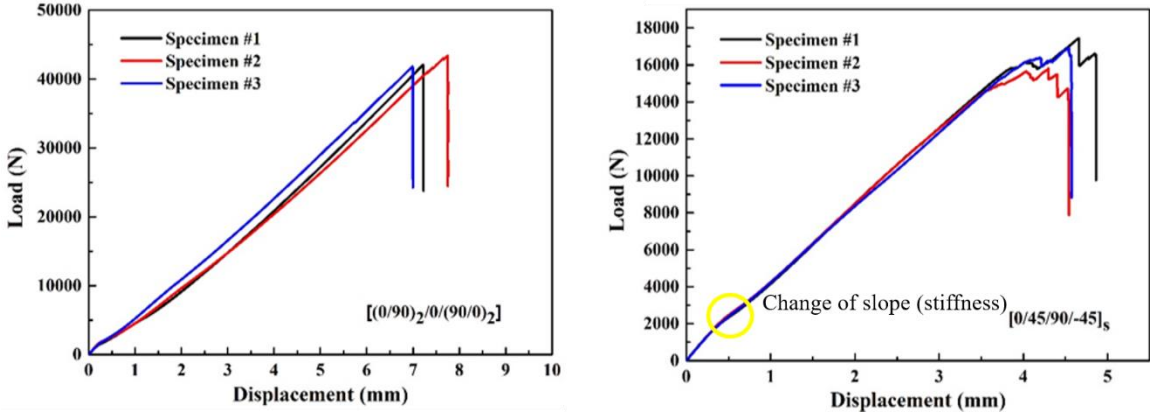 50000
40000
30000
20000
10000
0
Load (N)
Specimen #1
Specimen #2
Specimen #3
[(0/90)2/0/(90/0)2]
0 1 2 3 4 5 6 7 8 9 10
Displacement (mm)
18000
16000
14000
12000
10000
8000
6000
4000
2000
0
Load (N)
Specimen #1
Specimen #2
Specimen #3
Change of slope (stiffness)
[0/45/90/-45]s
0 1 2 3 4 5
Displacement (mm)